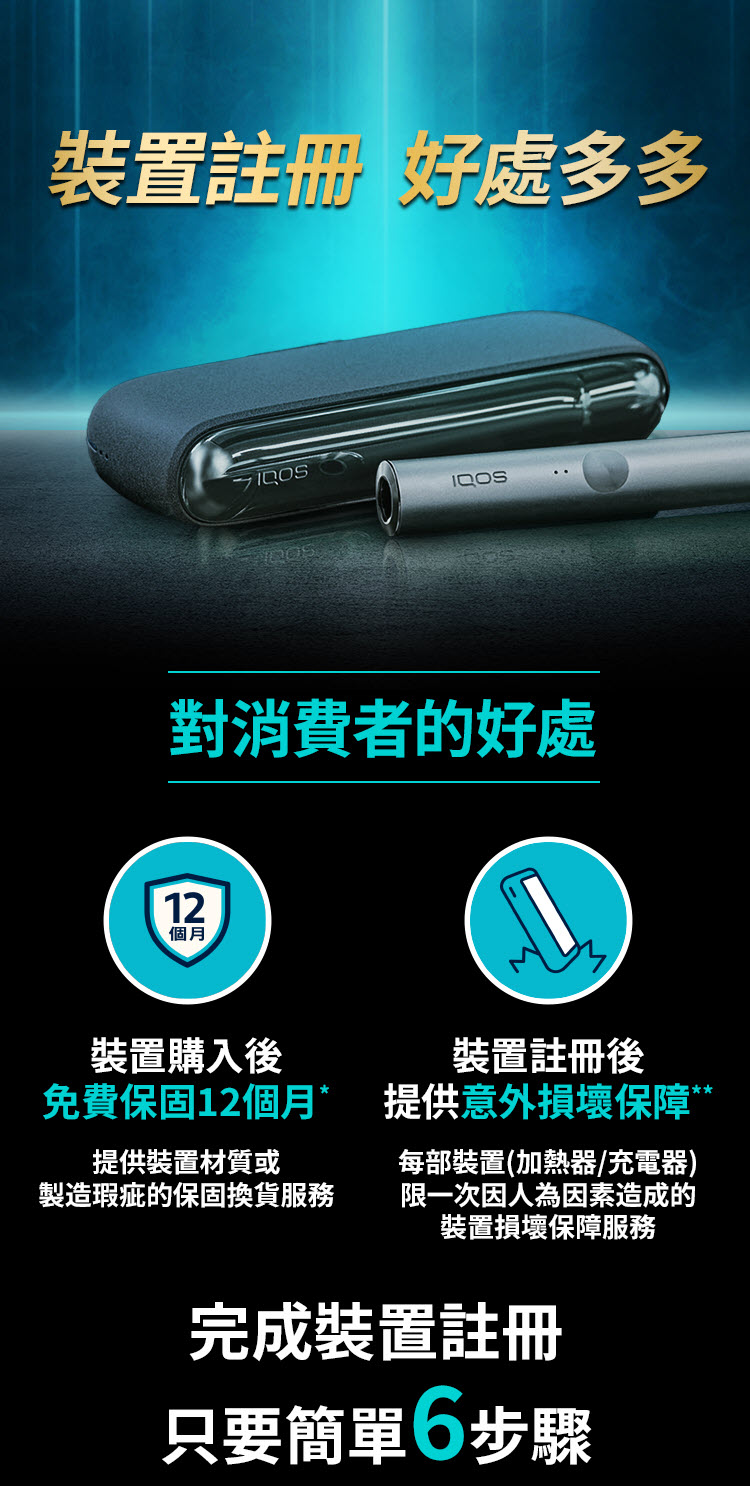 裝置註冊 好處多多
IQOS
IQOS
對消費者的好處
12
個月
裝置購入後
免費保固12個月*
提供裝置材質或
製造瑕疵的保固換貨服務
裝置註冊後
提供意外損壞保障**
每部裝置(加熱器/充電器)
限一次因人為因素造成的
裝置損壞保障服務
完成裝置註冊
只要簡單6步驟